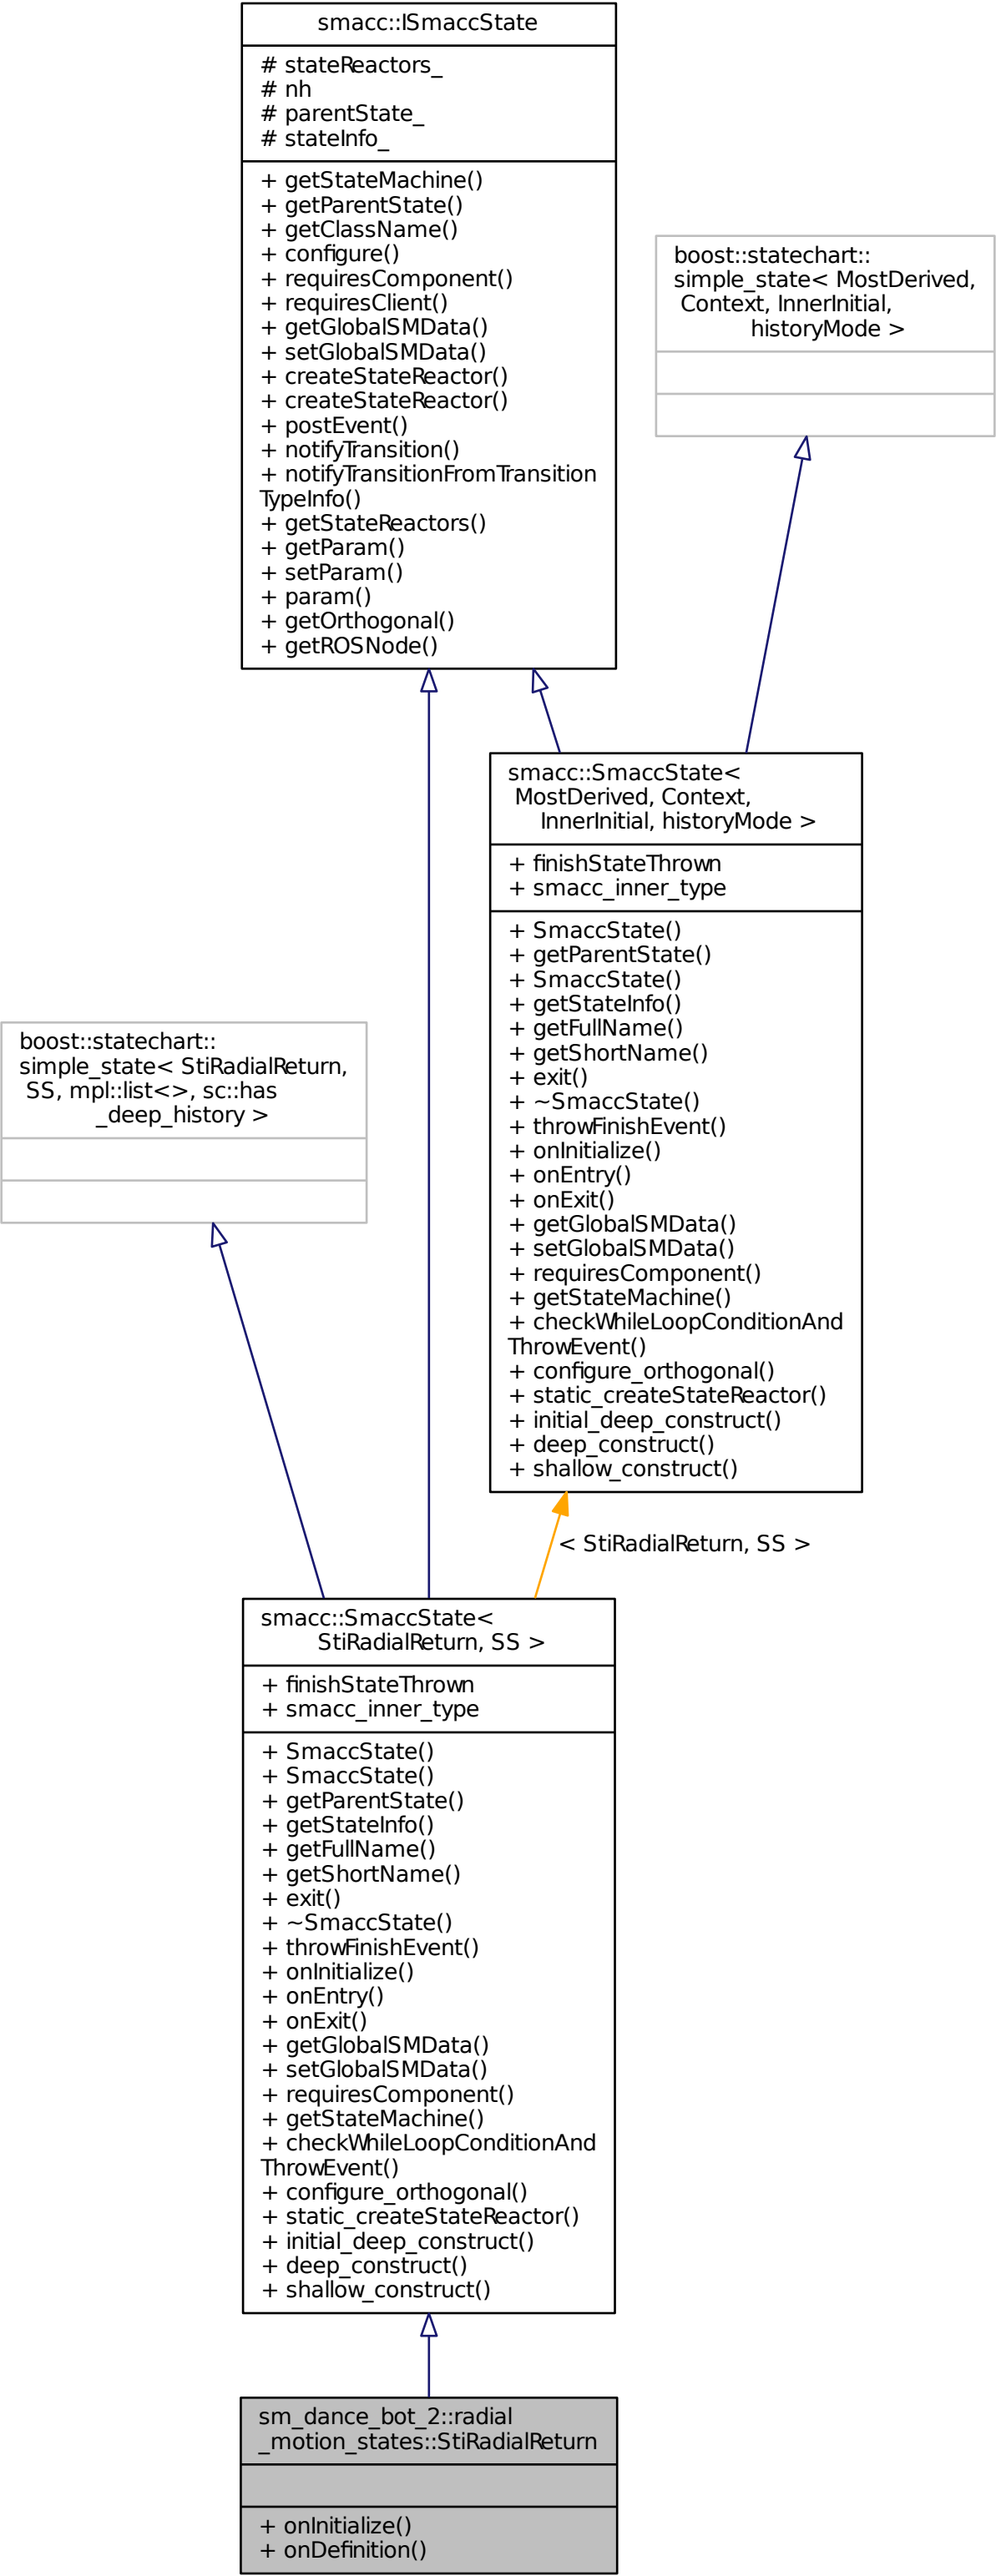 smacc::ISmaccState
# stateReactors_
# nh
# parentState_
# stateInfo_
+ getStateMachine()
+ getParentState()
+ getClassName()
+ configure()
+ requiresComponent()
+ requiresClient()
+ getGlobalSMData()
+ setGlobalSMData()
+ createStateReactor()
+ createStateReactor()
+ postEvent()
+ notifyTransition()
+ notifyTransitionFromTransition
TypeInfo()
+ getStateReactors()
+ getParam()
+ setParam()
+ param()
+ getOrthogonal()
+ getROSNode()
boost::statechart::
simple_state< MostDerived,
Context, InnerInitial,
historyMode >
smacc::SmaccState<
MostDerived, Context,
InnerInitial, historyMode >
+ finishStateThrown
+ smacc_inner_type
+ SmaccState()
+ getParentState()
+ SmaccState()
+ getStateInfo()
+ getFullName()
+ getShortName()
+ exit()
+ ~SmaccState()
+ throwFinishEvent()
+ onInitialize()
+ onEntry()
+ onExit()
+ getGlobalSMData()
+ setGlobalSMData()
+ requiresComponent()
+ getStateMachine()
+ checkWhileLoopConditionAnd
ThrowEvent()
+ configure_orthogonal()
+ static_createStateReactor()
+ initial_deep_construct()
+ deep_construct()
+ shallow_construct()
boost::statechart::
simple_state< StiRadialReturn,
SS, mpl::list<>, sc::has
_deep_history >
< StiRadialReturn, SS >
smacc::SmaccState<
StiRadialReturn, SS >
+ finishStateThrown
+ smacc_inner_type
+ SmaccState()
+ SmaccState()
+ getParentState()
+ getStateInfo()
+ getFullName()
+ getShortName()
+ exit()
+ ~SmaccState()
+ throwFinishEvent()
+ onInitialize()
+ onEntry()
+ onExit()
+ getGlobalSMData()
+ setGlobalSMData()
+ requiresComponent()
+ getStateMachine()
+ checkWhileLoopConditionAnd
ThrowEvent()
+ configure_orthogonal()
+ static_createStateReactor()
+ initial_deep_construct()
+ deep_construct()
+ shallow_construct()
sm_dance_bot_2::radial
_motion_states::StiRadialReturn
+ onInitialize()
+ onDefinition()